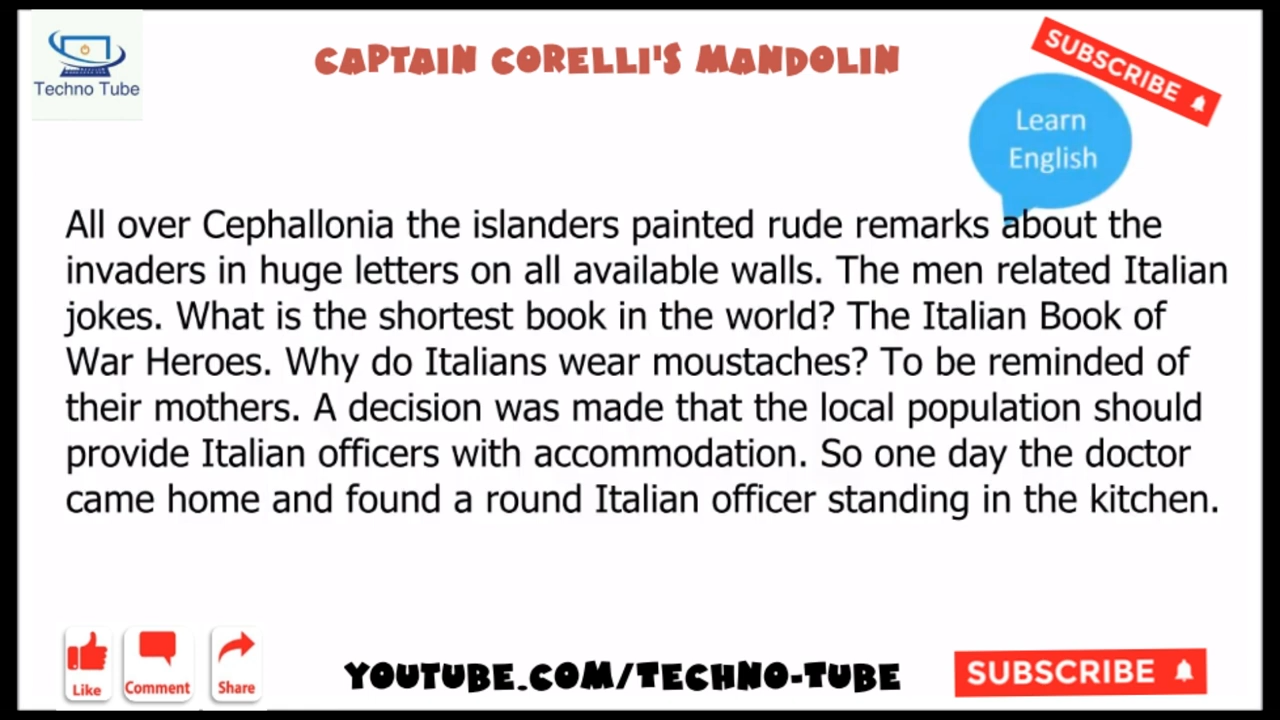 Techno Tube
CAPTAIN CORELLI'S MANDOLIN
SUBSCRIBE
Learn
English
All over Cephallonia the islanders painted rude remarks about the
invaders in huge letters on all available walls. The men related Italian
jokes. What is the shortest book in the world? The Italian Book of
War Heroes. Why do Italians wear moustaches? To be reminded of
their mothers. A decision was made that the local population should
provide Italian officers with accommodation. So one day the doctor
came home and found a round Italian officer standing in the kitchen.
Like
Comment
Share
YOUTUBE.COM/TECHNO-TUBE
SUBSCRIBE